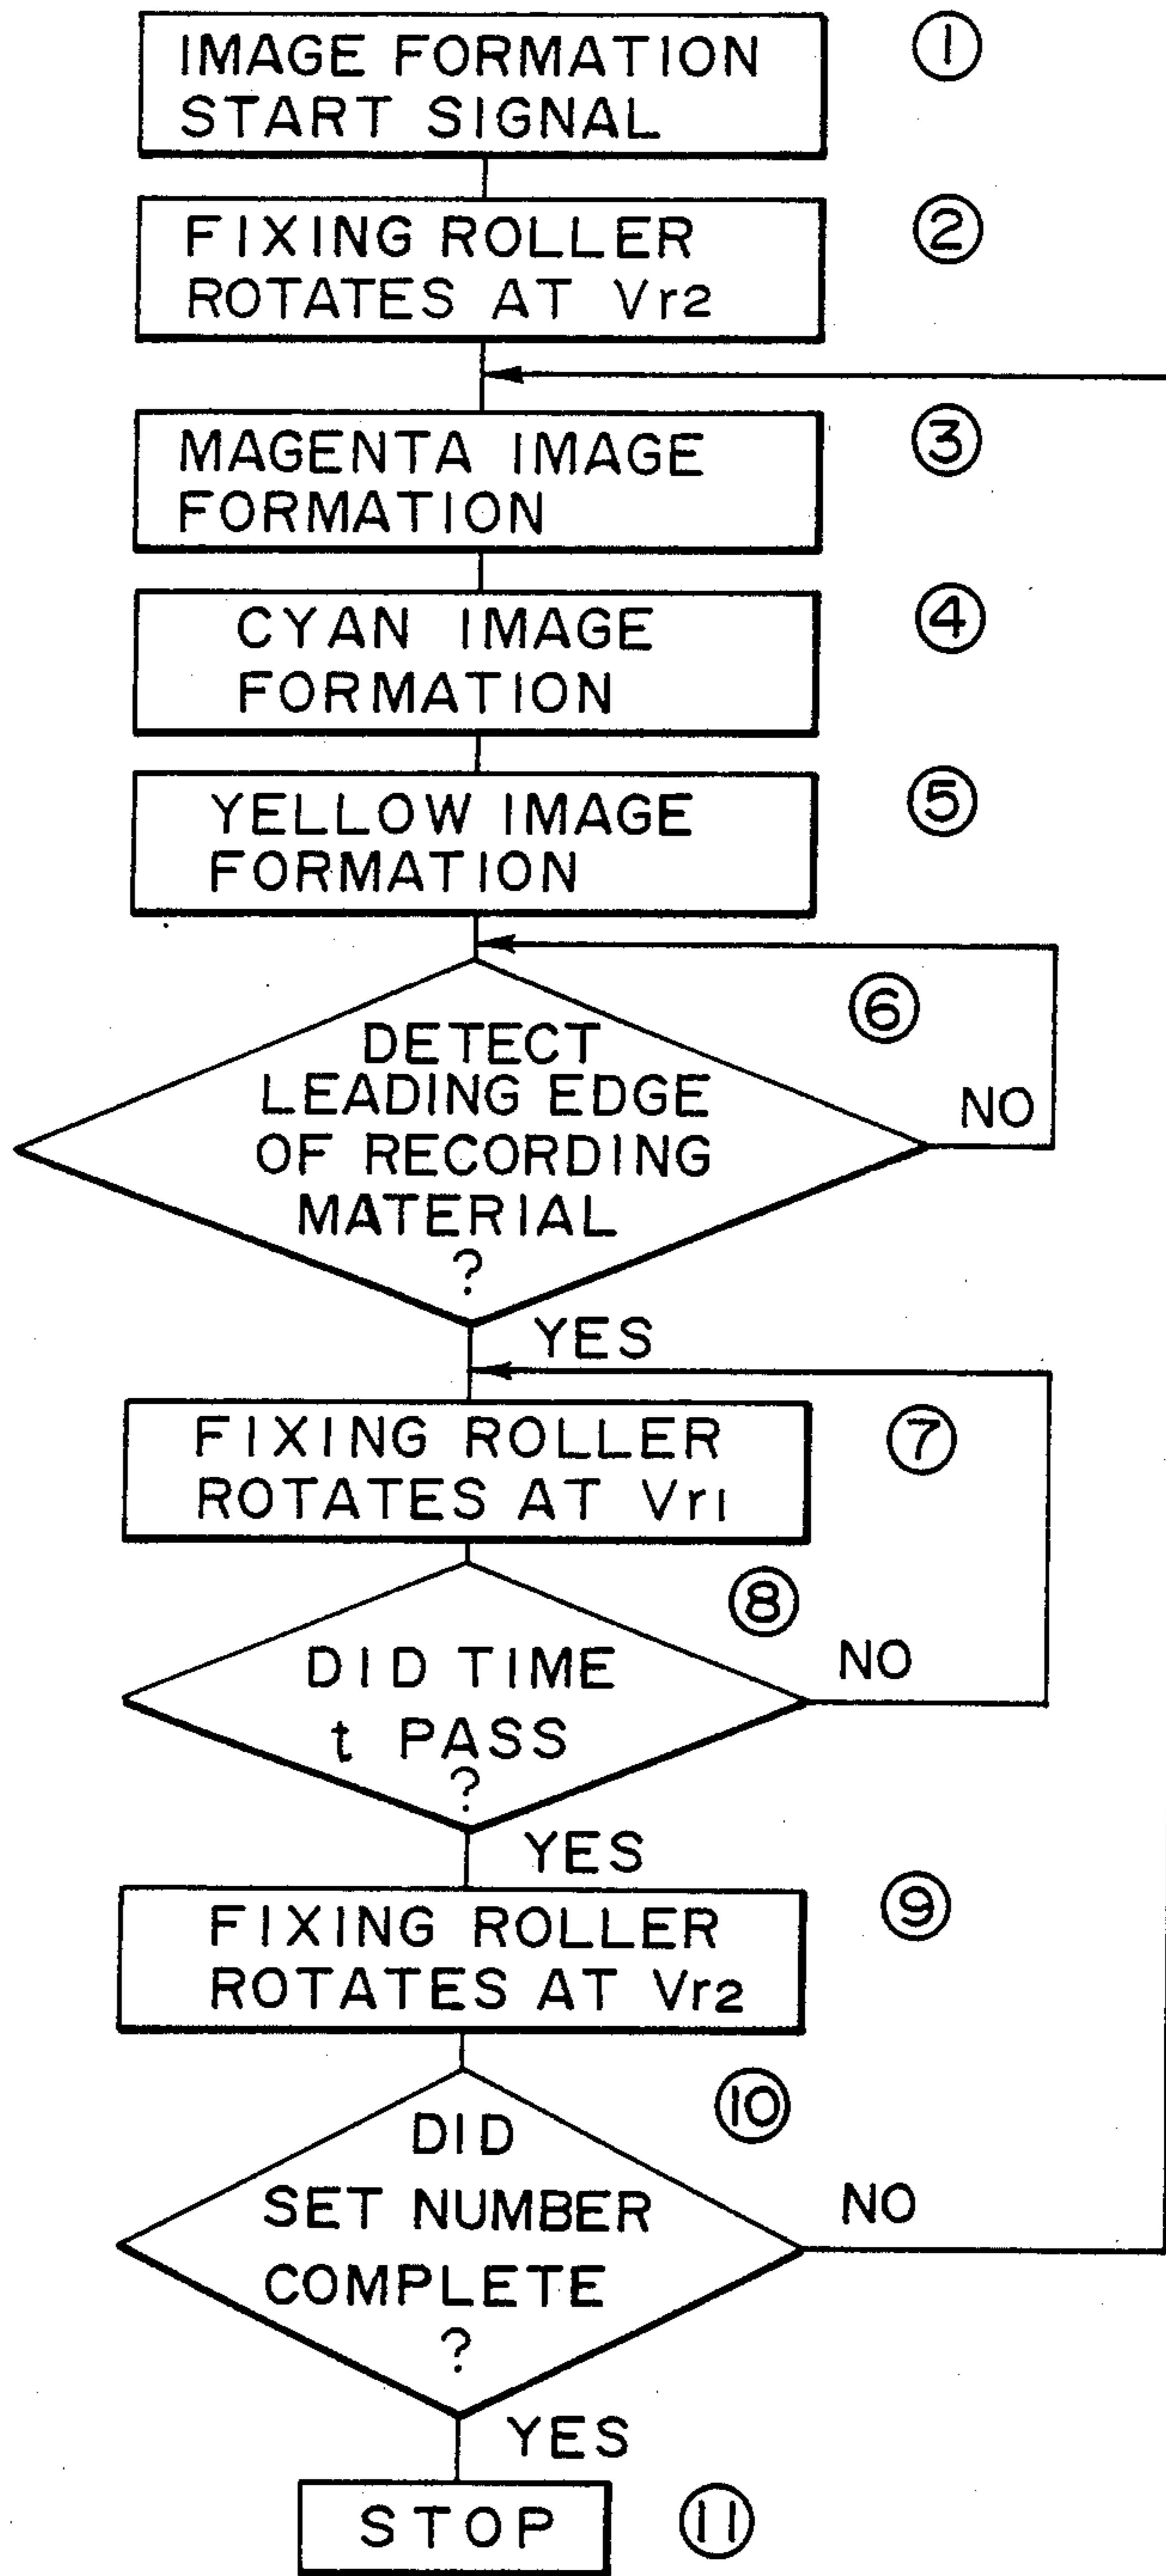 IMAGE FORMATION
START SIGNAL
①
FIXING ROLLER
ROTATES AT Vr2
②
MAGENTA IMAGE
FORMATION
③
CYAN IMAGE
FORMATION
④
YELLOW IMAGE
FORMATION
⑤
⑥
DETECT
LEADING EDGE
OF RECORDING
MATERIAL
?
NO
YES
FIXING ROLLER
ROTATES AT Vr1
⑦
⑧
DID TIME
t PASS
?
NO
YES
FIXING ROLLER
ROTATES AT Vr2
⑨
⑩
DID
SET NUMBER
COMPLETE
?
NO
YES
STOP
⑪